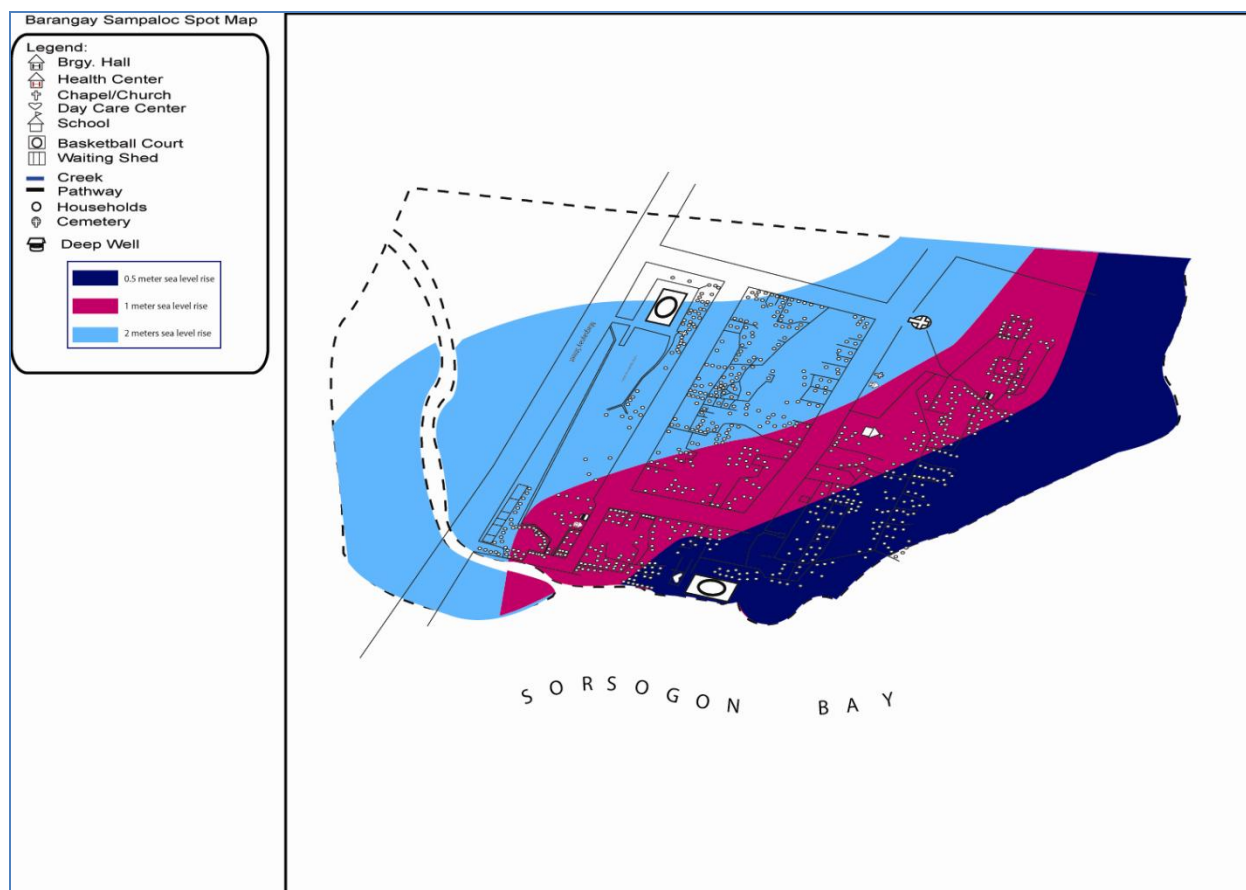 Barangay Sampaloc Spot Map
Legend:
Brgy. Hall
Health Center
Chapel/Church
Day Care Center
School
Basketball Court
Waiting Shed
Creek
Pathway
Households
Cemetery
Deep Well
0.5 meter sea level rise
1 meter sea level rise
2 meters sea level rise
SORSOGON BAY